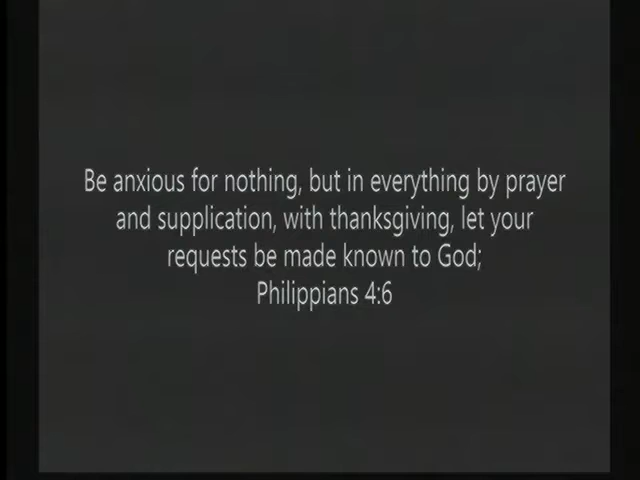 Be anxious for nothing, but in everything by prayer
and supplication, with thanksgiving, let your
requests be made known to God;
Philippians 4:6